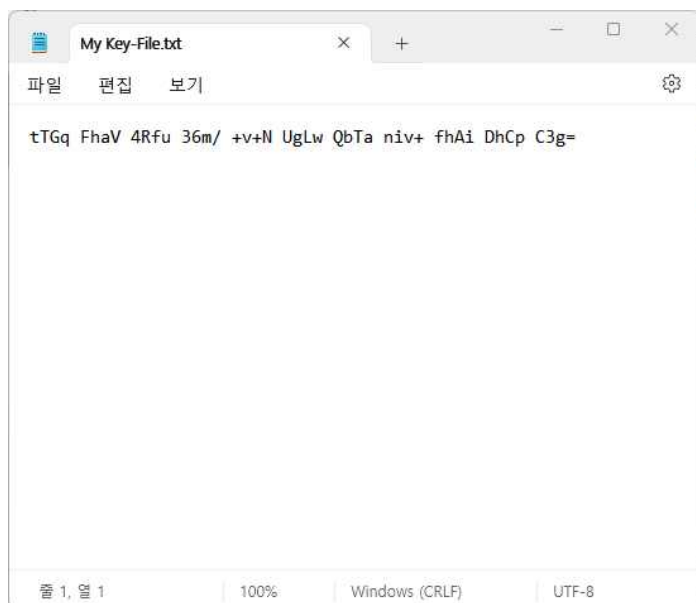 My Key-File.txt
파일 편집 보기
tTGq FhaV 4Rfu 36m/ +v+N UgLw QbTa niv+ fhAi DhCp C3g=
줄 1, 열 1 100% Windows (CRLF) UTF-8